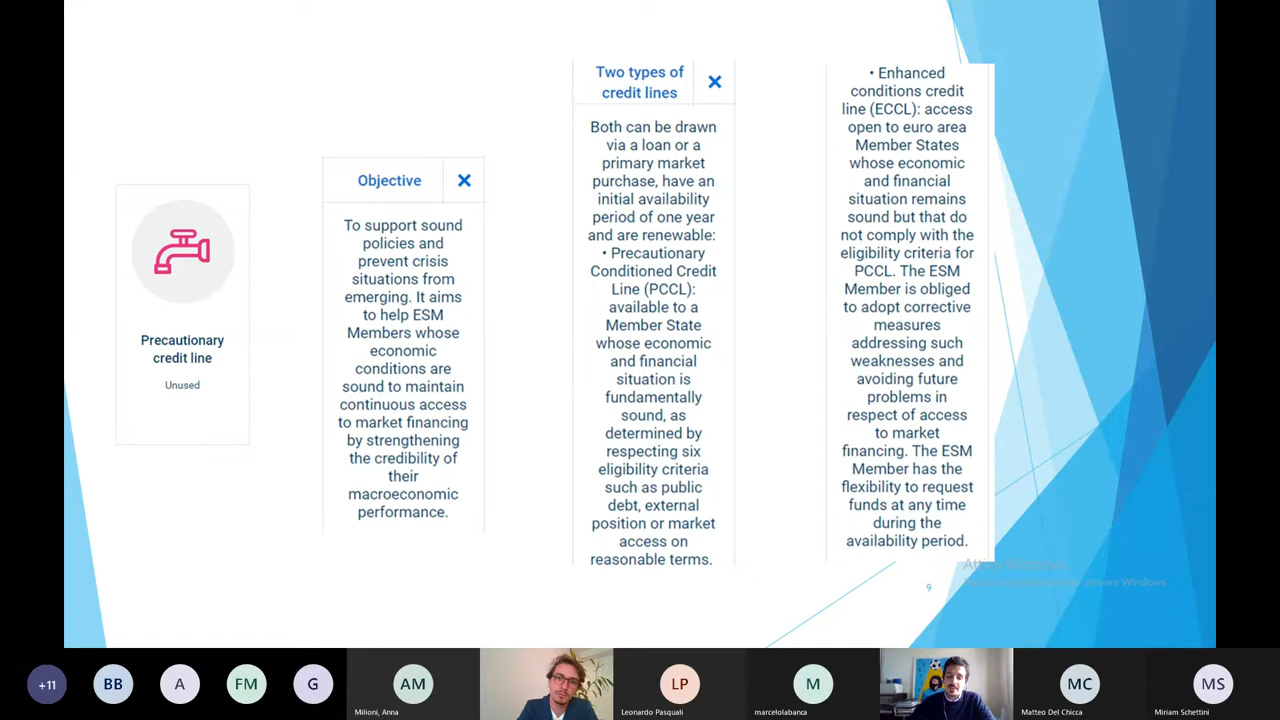 Precautionary
credit line
Unused
Objective
To support sound
policies and
prevent crisis
situations from
emerging. It aims
to help ESM
Members whose
economic
conditions are
sound to maintain
continuous access
to market financing
by strengthening
the credibility of
their
macroeconomic
performance.
Two types of
credit lines
Both can be drawn
via a loan or a
primary market
purchase, have an
initial availability
period of one year
and are renewable:
• Precautionary
Conditioned Credit
Line (PCCL):
available to a
Member State
whose economic
and financial
situation is
fundamentally
sound, as
determined by
respecting six
eligibility criteria
such as public
debt, external
position or market
access on
reasonable terms.
• Enhanced
conditions credit
line (ECCL): access
open to euro area
Member States
whose economic
and financial
situation remains
sound but that do
not comply with the
eligibility criteria for
PCCL. The ESM
Member is obliged
to adopt corrective
measures
addressing such
weaknesses and
avoiding future
problems in
respect of access
to market
financing. The ESM
Member has the
flexibility to request
funds at any time
during the
availability period.
Windows
Windows
9
+11
BB
A
FM
G
AM
Milioni, Anna
LP
Leonardo Pasquali
M
marcelolabanca
MC
Matteo Del Chicca
MS
Miriam Schettini